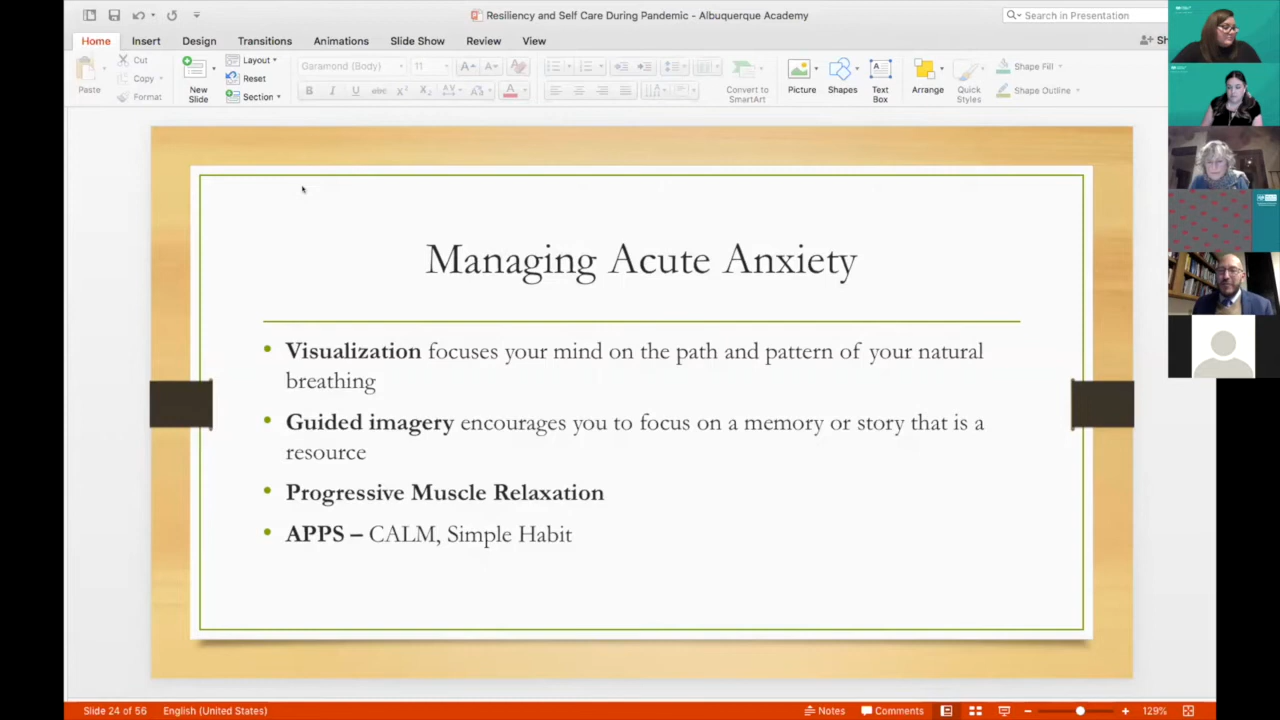 Resiliency and Self Care During Pandemic - Albuquerque Academy
Search in Presentation
Home Insert Design Transitions Animations Slide Show Review View
Sh
Paste
Cut
Copy
Format
New
Slide
Layout
Reset
Section
Garamond (Body) 11
Convert to
SmartArt
Picture
Shapes
Text
Box
Arrange
Quick
Styles
Shape Fill
Shape Outline
Managing Acute Anxiety
• Visualization focuses your mind on the path and pattern of your natural
breathing
• Guided imagery encourages you to focus on a memory or story that is a
resource
• Progressive Muscle Relaxation
• APPS – CALM, Simple Habit
Slide 24 of 56 English (United States) Notes Comments 129%